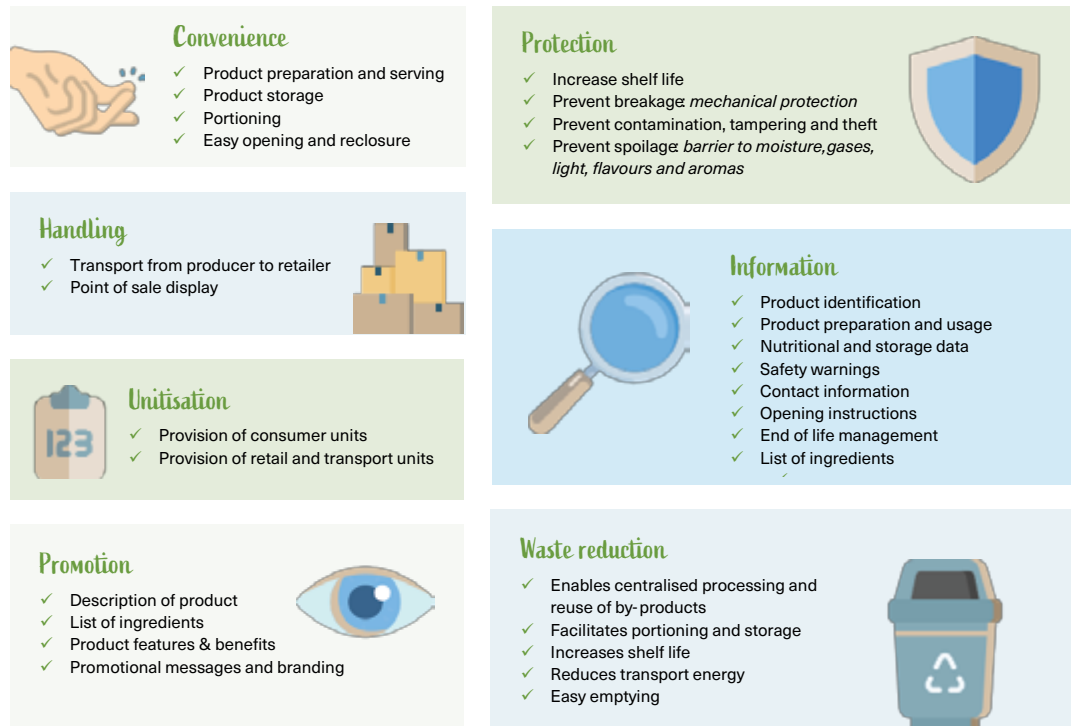 Convenience
✓ Product preparation and serving
✓ Product storage
✓ Portioning
✓ Easy opening and reclosure
Handling
✓ Transport from producer to retailer
✓ Point of sale display
Unitisation
123
✓ Provision of consumer units
✓ Provision of retail and transport units
Promotion
✓ Description of product
✓ List of ingredients
✓ Product features & benefits
✓ Promotional messages and branding
Protection
✓ Increase shelf life
✓ Prevent breakage: mechanical protection
✓ Prevent contamination, tampering and theft
✓ Prevent spoilage: barrier to moisture, gases,
light, flavours and aromas
Information
✓ Product identification
✓ Product preparation and usage
✓ Nutritional and storage data
✓ Safety warnings
✓ Contact information
✓ Opening instructions
✓ End of life management
✓ List of ingredients
Waste reduction
✓ Enables centralised processing and
reuse of by-products
✓ Facilitates portioning and storage
✓ Increases shelf life
✓ Reduces transport energy
✓ Easy emptying